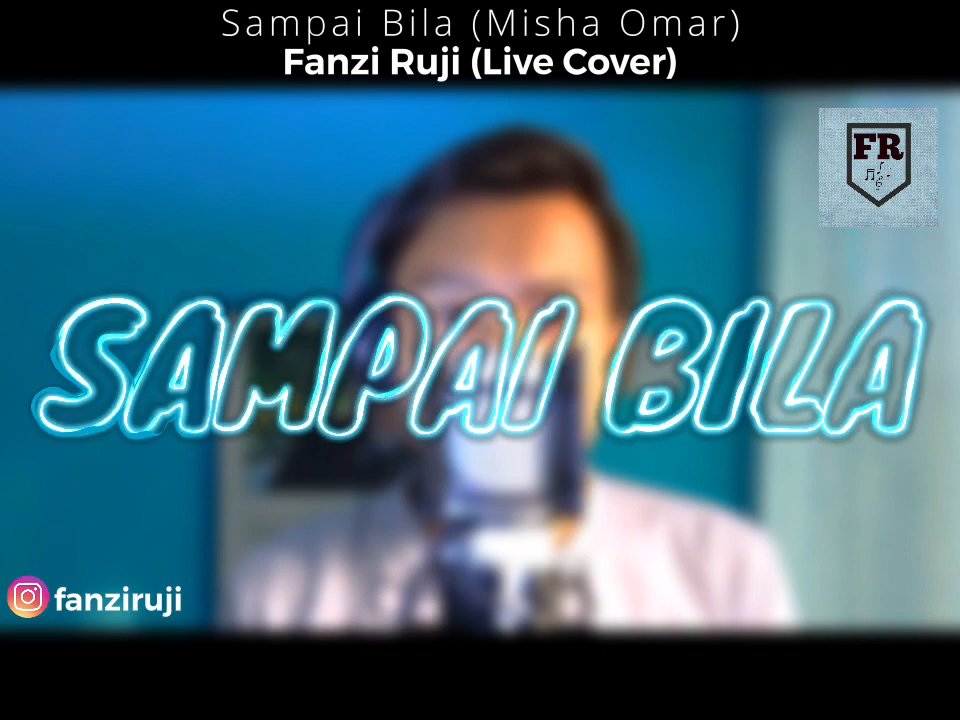 Sampai Bila (Misha Omar)
Fanzi Ruji (Live Cover)
FR
SAMPAI BILA
fanziruji